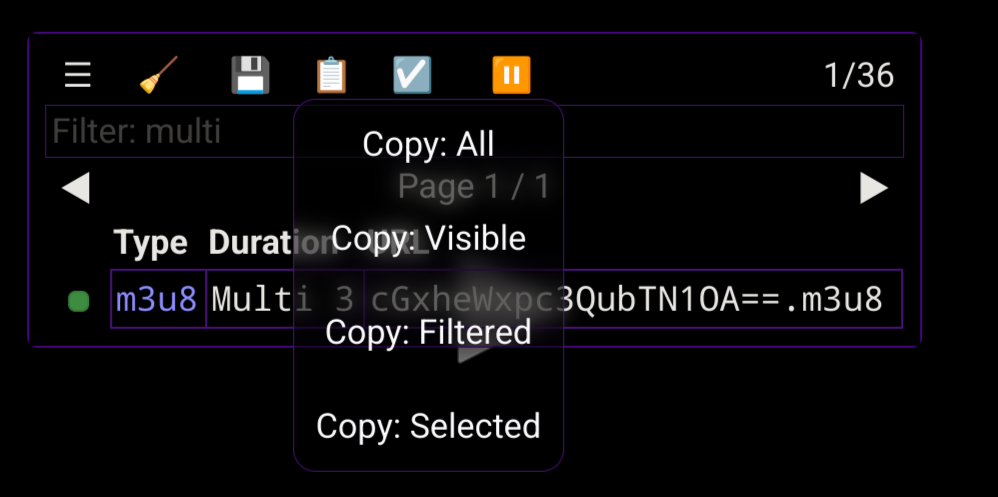 1/36
Filter: multi
Copy: All
Page 1 / 1
Copy: Visible
Type Duration URL
m3u8 Multi 3 cGxheWxpc3QubTN1OA==.m3u8
Copy: Filtered
Copy: Selected